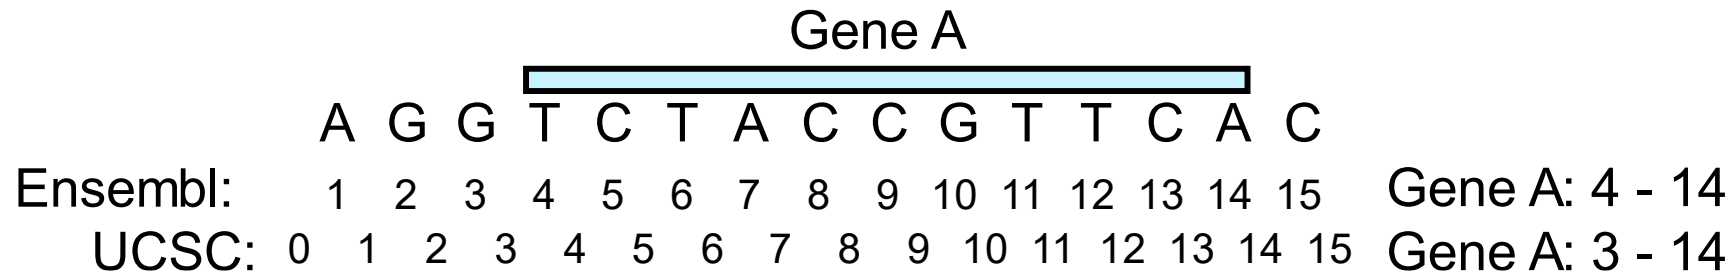 Gene A
A G G T C T A C C G T T C A C
Ensembl: 1 2 3 4 5 6 7 8 9 10 11 12 13 14 15 Gene A: 4 - 14
UCSC: 0 1 2 3 4 5 6 7 8 9 10 11 12 13 14 15 Gene A: 3 - 14